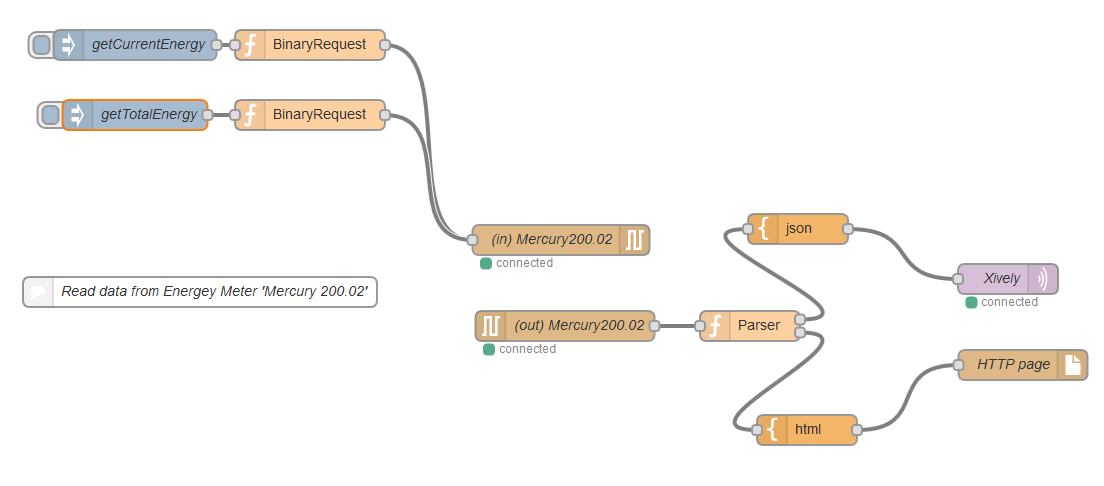 getCurrentEnergy
BinaryRequest
getTotalEnergy
BinaryRequest
json
(in) Mercury200.02
connected
Xively
connected
Read data from Energey Meter 'Mercury 200.02'
(out) Mercury200.02
connected
Parser
HTTP page
html